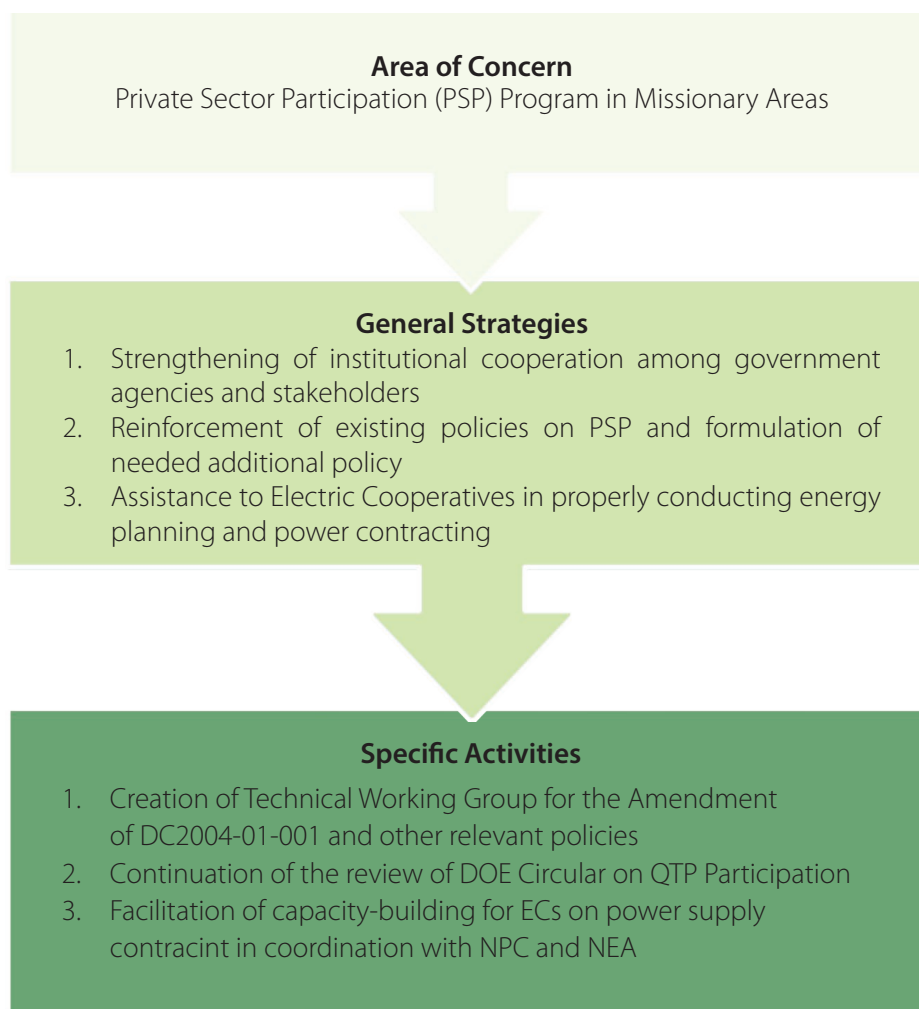 Area of Concern
Private Sector Participation (PSP) Program in Missionary Areas
General Strategies
1. Strengthening of institutional cooperation among government
agencies and stakeholders
2. Reinforcement of existing policies on PSP and formulation of
needed additional policy
3. Assistance to Electric Cooperatives in properly conducting energy
planning and power contracting
Specific Activities
1. Creation of Technical Working Group for the Amendment
of DC2004-01-001 and other relevant policies
2. Continuation of the review of DOE Circular on QTP Participation
3. Facilitation of capacity-building for ECs on power supply
contracint in coordination with NPC and NEA